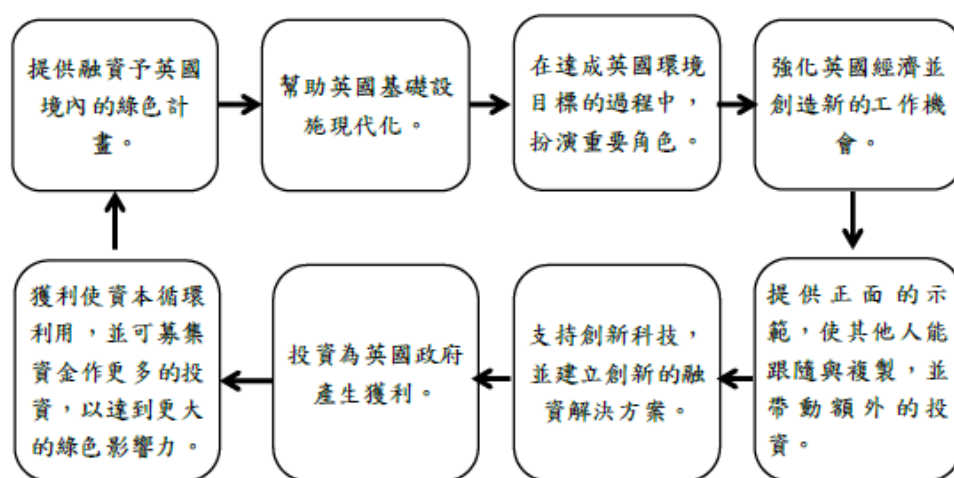 提供融資予英國
境內的綠色計
畫。
幫助英國基礎設
施現代化。
在達成英國環境
目標的過程中，
扮演重要角色。
強化英國經濟並
創造新的工作機
會。
提供正面的示
範，使其他人能
跟隨與複製，並
帶動額外的投
資。
支持創新科技，
並建立創新的融
資解決方案。
投資為英國政府
產生獲利。
獲利使資本循環
利用，並可募集
資金作更多的投
資，以達到更大
的綠色影響力。